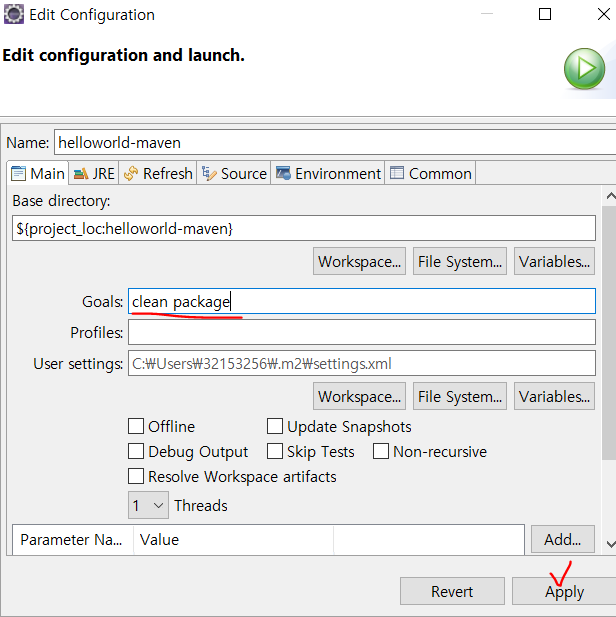 Edit Configuration
Edit configuration and launch.
Name: helloworld-maven
Main JRE Refresh Source Environment Common
Base directory:
${project_loc:helloworld-maven}
Workspace... File System... Variables...
Goals: clean package
Profiles:
User settings: C:₩Users₩32153256₩.m2₩settings.xml
Workspace... File System... Variables...
Offline Update Snapshots
Debug Output Skip Tests Non-recursive
Resolve Workspace artifacts
1 Threads
Parameter Na... Value Add...
Revert Apply